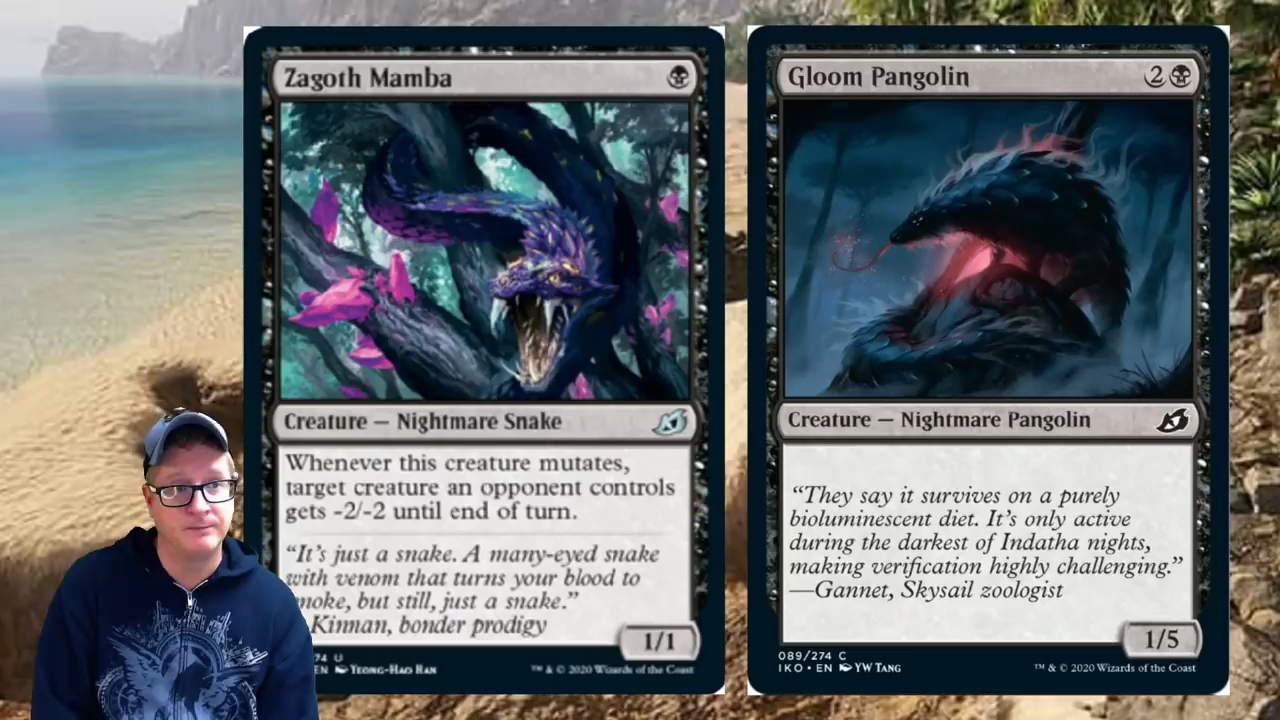 Zagoth Mamba
Creature — Nightmare Snake
Whenever this creature mutates,
target creature an opponent controls
gets -2/-2 until end of turn.
“It’s just a snake. A many-eyed snake
with venom that turns your blood to
moke, but still, just a snake.”
Kinnan, bonder prodigy
1/1
74 U
EN Yeong-Hao Han
™ & © 2020 Wizards of the Coast
Gloom Pangolin
2
Creature — Nightmare Pangolin
“They say it survives on a purely
bioluminescent diet. It’s only active
during the darkest of Indatha nights,
making verification highly challenging.”
—Gannet, Skysail zoologist
1/5
089/274 C
IKO • EN YW Tang
™ & © 2020 Wizards of the Coast